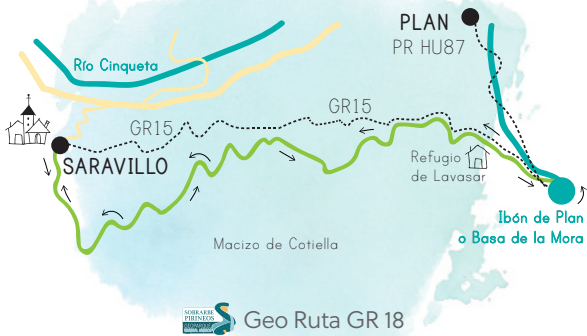 PLAN
PR HU87
Río Cinqueta
GR15
GR15
SARAVILLO
Refugio
de Lavasar
Ibón de Plan
o Basa de la Mora
Macizo de Cotiella
SOBRARBE
PIRINEOS
GEOPARQUE
Geo Ruta GR 18